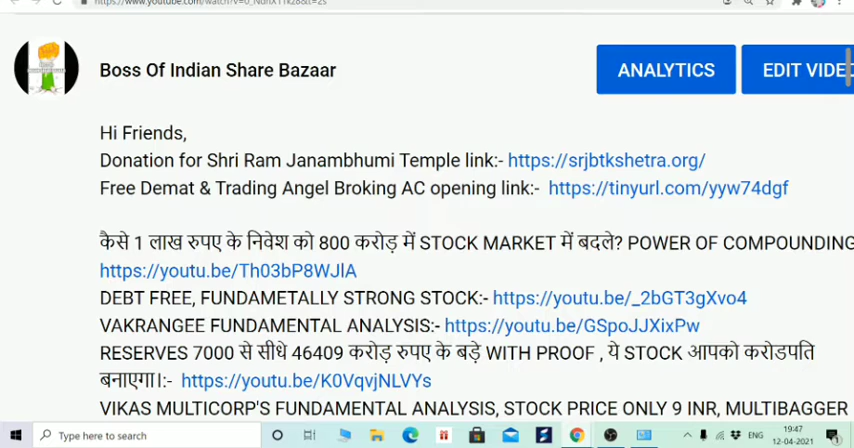 Boss Of Indian Share Bazaar
ANALYTICS
Hi Friends,
Donation for Shri Ram Janambhumi Temple link:- https://srjbtkshetra.org/
Free Demat & Trading Angel Broking AC opening link:- https://tinyurl.com/yyw74dgf
कैसे 1 लाख रुपए के निवेश को 800 करोड़ में STOCK MARKET में बदले? POWER OF COMPOUNDING
https://youtu.be/Th03bP8WJlA
DEBT FREE, FUNDAMETALLY STRONG STOCK:- https://youtu.be/_2bGT3gXvo4
VAKRANGEE FUNDAMENTAL ANALYSIS:- https://youtu.be/GSpoJJXixPw
RESERVES 7000 से सीधे 46409 करोड़ रुपए के बड़े WITH PROOF , ये STOCK आपको करोडपति
बनाएगा।:- https://youtu.be/K0VqvjNLVYs
VIKAS MULTICORP'S FUNDAMENTAL ANALYSIS, STOCK PRICE ONLY 9 INR, MULTIBAGGER
Type here to search
19:47
12-04-2021